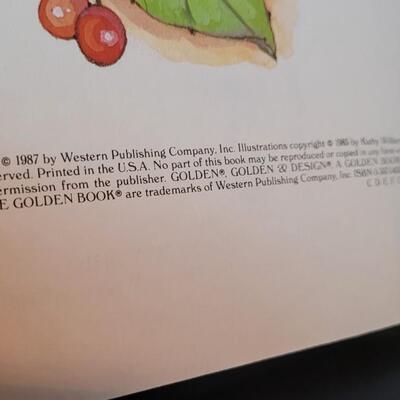 © 1987 by Western Publishing Company, Inc. Illustrations copyright © 1985 by Kathy
erved. Printed in the U.S.A. No part of this book may be reproduced or copied in any form
ermission from the publisher. GOLDEN®, GOLDEN & DESIGN®, A GOLDEN BOOK
E GOLDEN BOOK® are trademarks of Western Publishing Company, Inc. ISBN
C D E F